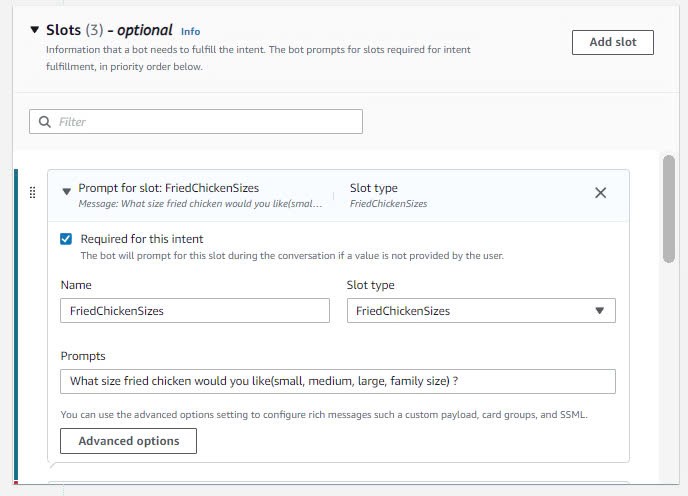 Slots (3) - optional Info
Information that a bot needs to fulfill the intent. The bot prompts for slots required for intent
fulfillment, in priority order below.
Add slot
Filter
Prompt for slot: FriedChickenSizes
Message: What size fried chicken would you like(smal...
Slot type
FriedChickenSizes
Required for this intent
The bot will prompt for this slot during the conversation if a value is not provided by the user.
Name
Slot type
FriedChickenSizes
FriedChickenSizes
Prompts
What size fried chicken would you like(small, medium, large, family size) ?
You can use the advanced options setting to configure rich messages such a custom payload, card groups, and SSML.
Advanced options